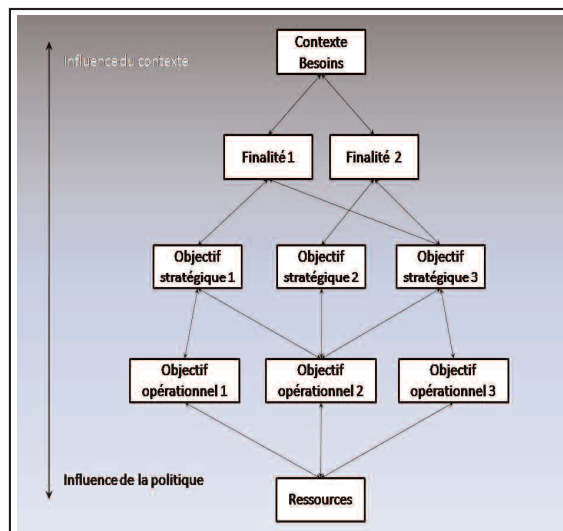 Contexte
Besoins
Influence du contexte
Finalité 1
Finalité 2
Objectif
stratégique 1
Objectif
stratégique 2
Objectif
stratégique 3
Objectif
opérationnel 1
Objectif
opérationnel 2
Objectif
opérationnel 3
Influence de la politique
Ressources